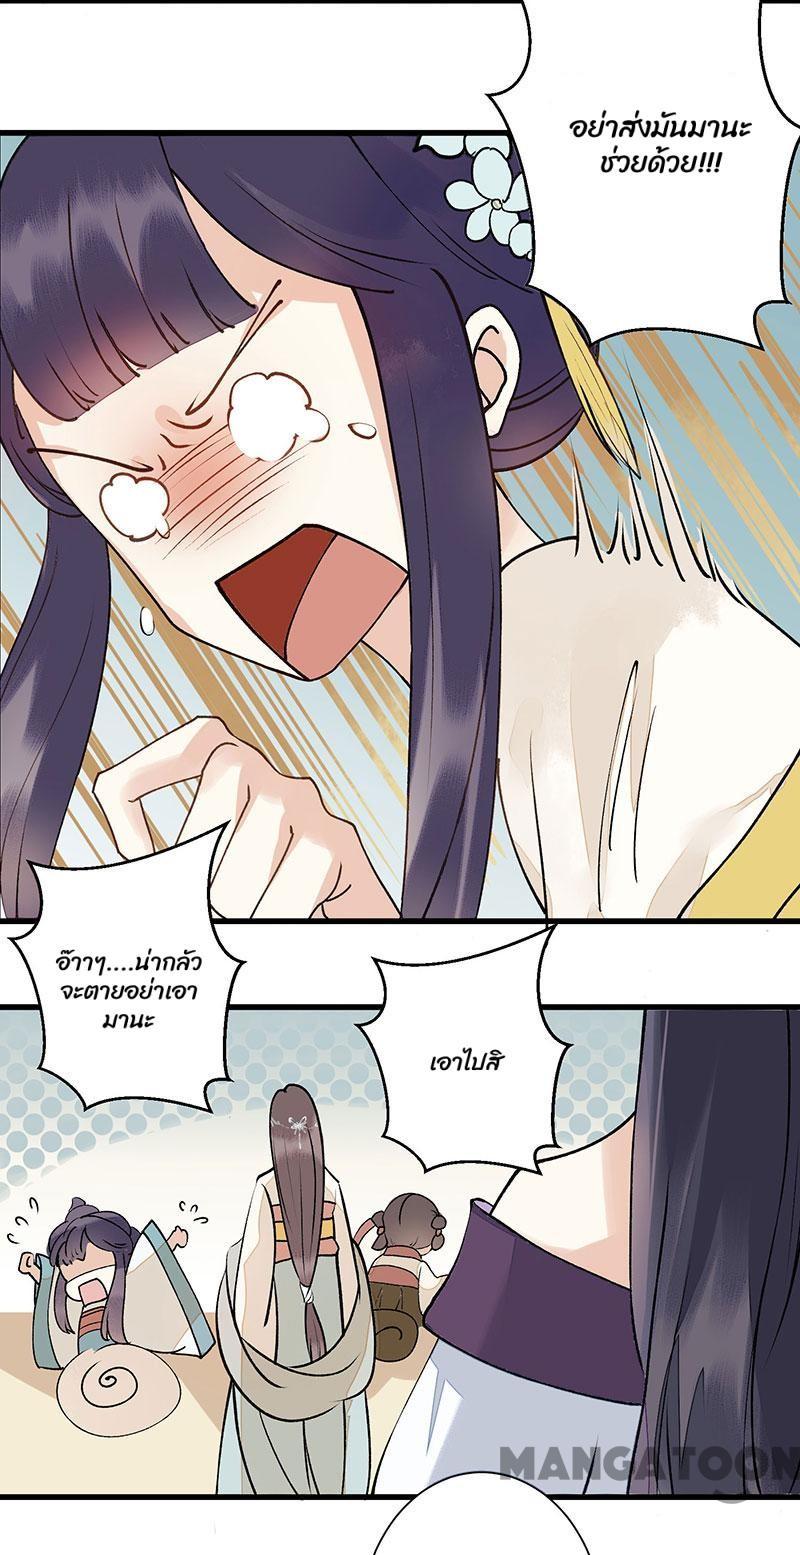 อย่าส่งมันมานะ
ช่วยด้วย!!!
อ๊าาๆ....น่ากลัว
จะตายอย่าเอา
มานะ
เอาไปสิ
MANGATOON